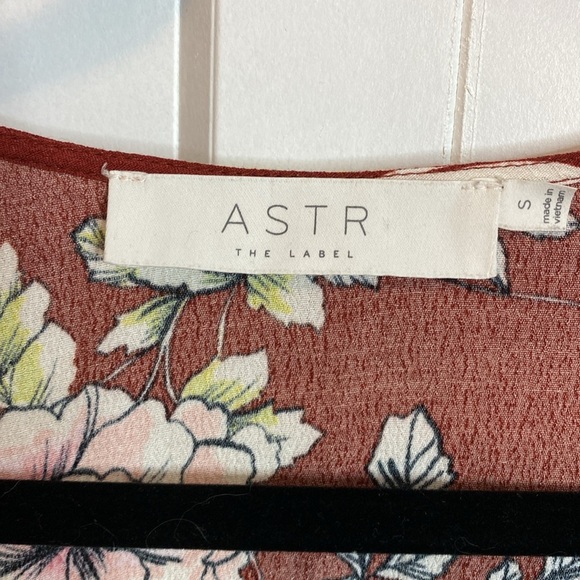 ASTR
THE LABEL
S
made in
vietnam